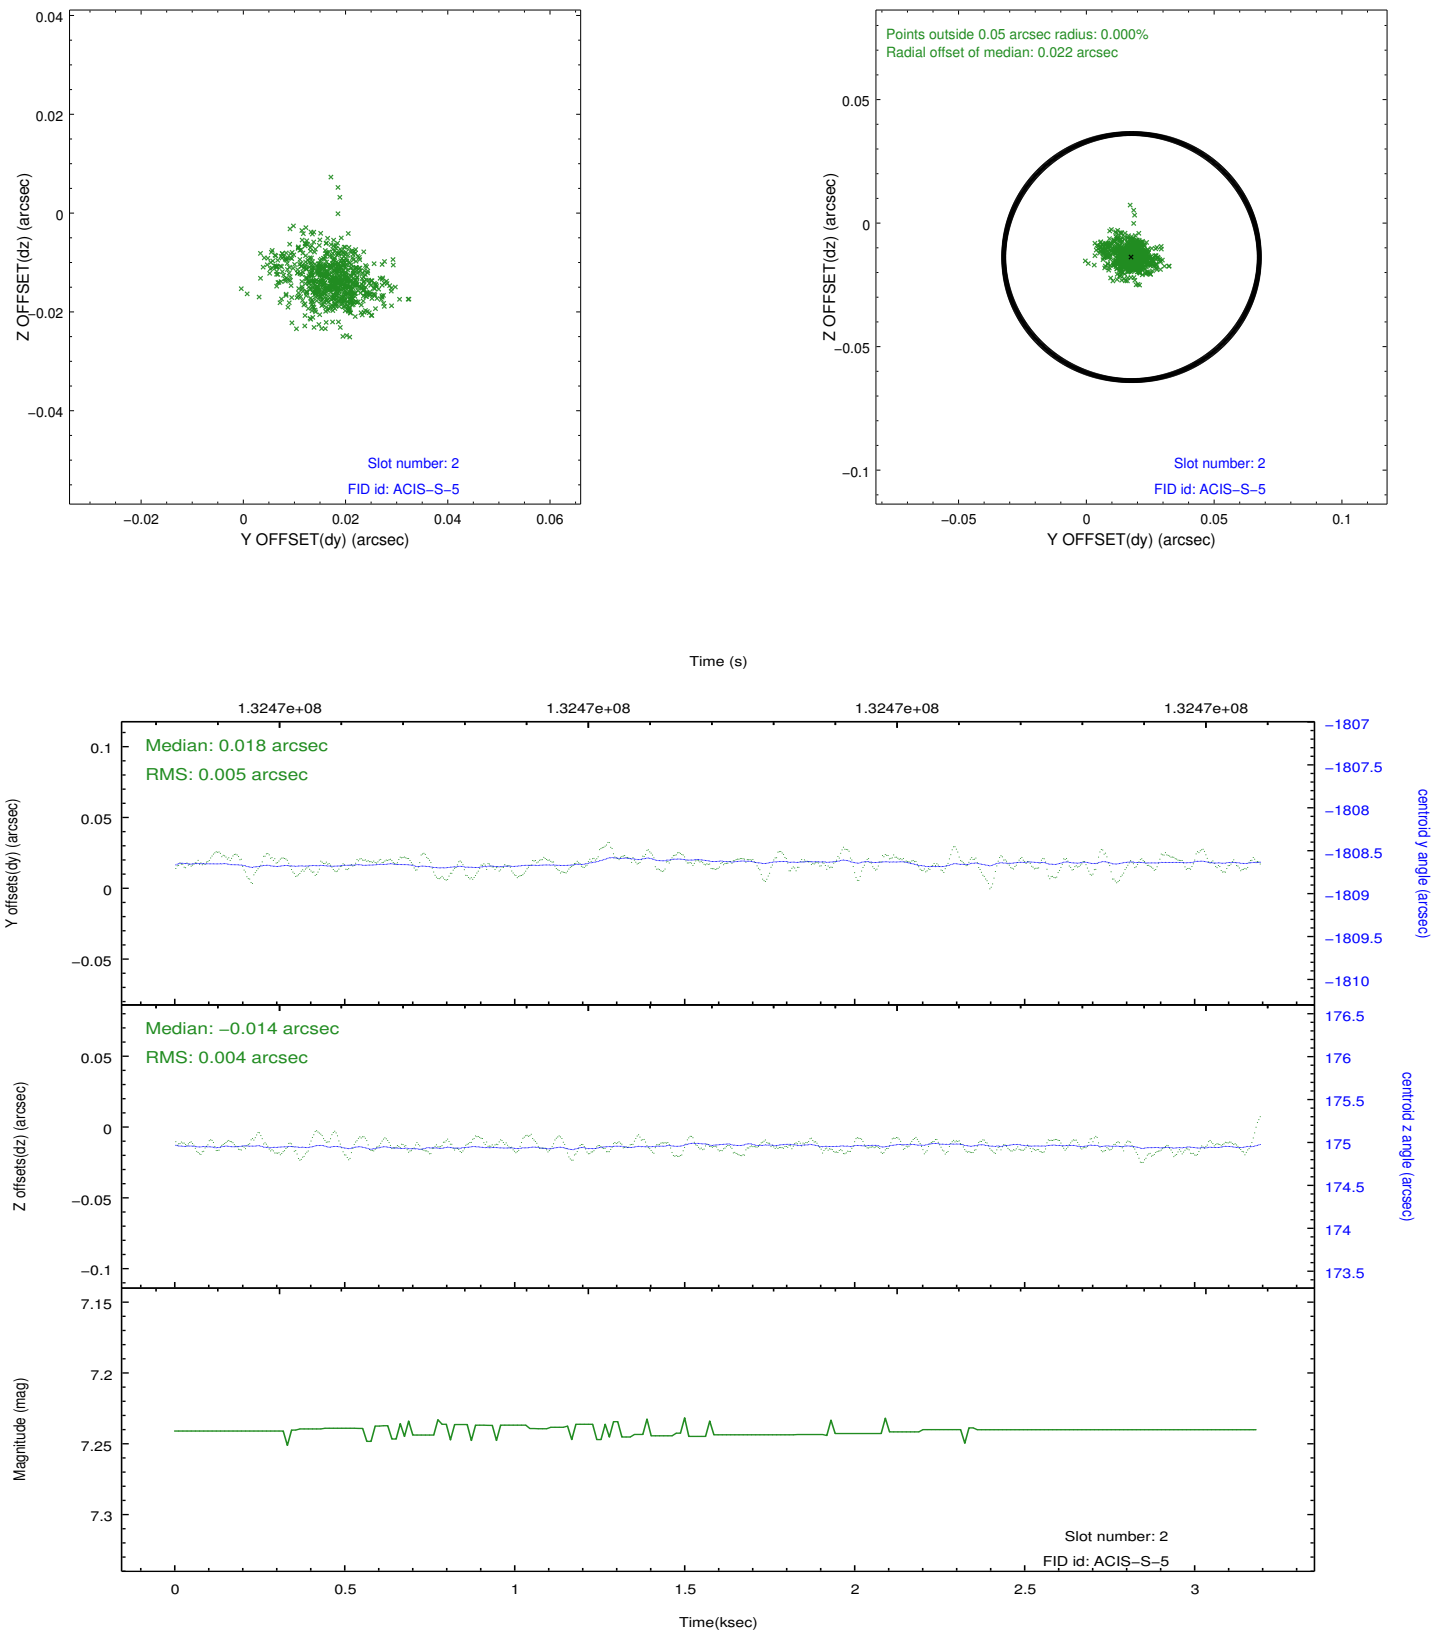 0.04
0.02
0
−0.02
−0.04
Z OFFSET(dz) (arcsec)
Slot number: 2
FID id: ACIS−S−5
−0.02 0 0.02 0.04 0.06
Y OFFSET(dy) (arcsec)
Points outside 0.05 arcsec radius: 0.000%
Radial offset of median: 0.022 arcsec
0.05
0
−0.05
−0.1
Z OFFSET(dz) (arcsec)
Slot number: 2
FID id: ACIS−S−5
−0.05 0 0.05 0.1
Y OFFSET(dy) (arcsec)
Time (s)
1.3247e+08 1.3247e+08 1.3247e+08 1.3247e+08
Median: 0.018 arcsec
RMS: 0.005 arcsec
0.1
0.05
0
−0.05
Y offsets(dy) (arcsec)
−1807
−1807.5
−1808
−1808.5
−1809
−1809.5
−1810
centroid y angle (arcsec)
Median: −0.014 arcsec
RMS: 0.004 arcsec
0.05
0
−0.05
−0.1
Z offsets(dz) (arcsec)
176.5
176
175.5
175
174.5
174
173.5
centroid z angle (arcsec)
7.15
7.2
7.25
7.3
Magnitude (mag)
Slot number: 2
FID id: ACIS−S−5
0 0.5 1 1.5 2 2.5 3
Time(ksec)